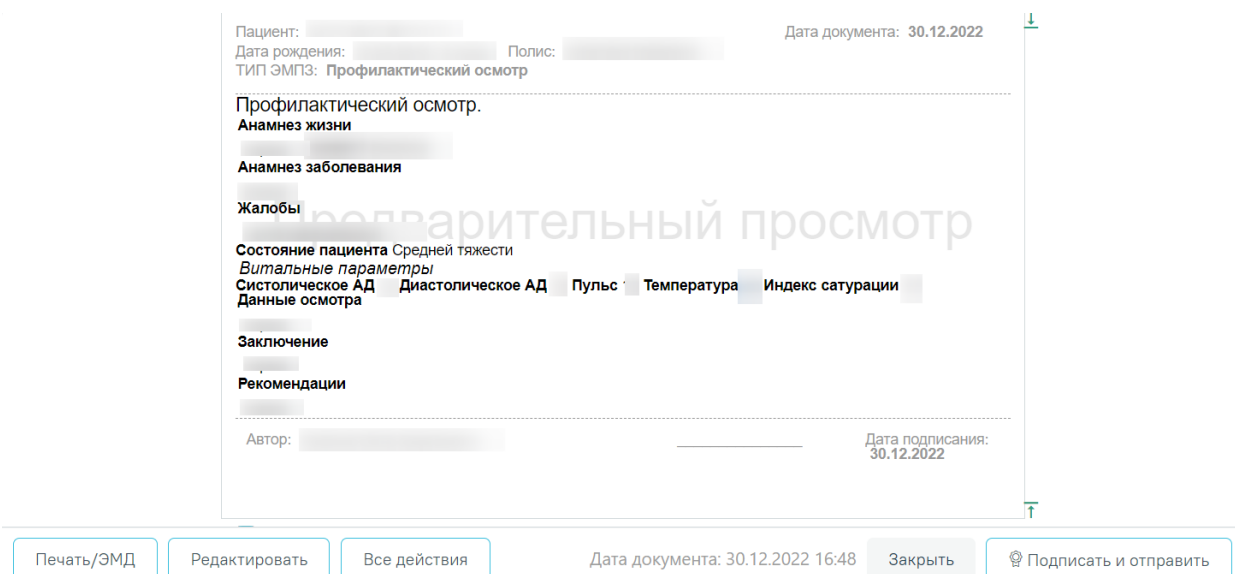 Пациент: Дата документа: 30.12.2022
Дата рождения: Полис:
ТИП ЭМПЗ: Профилактический осмотр
Профилактический осмотр.
Анамнез жизни
Анамнез заболевания
Жалобы
Предварительный просмотр
Состояние пациента Средней тяжести
Витальные параметры
Систолическое АД Диастолическое АД Пульс Температура Индекс сатурации
Данные осмотра
Заключение
Рекомендации
Автор: Дата подписания:
30.12.2022
Печать/ЭМД Редактировать Все действия Дата документа: 30.12.2022 16:48 Закрыть Подписать и отправить